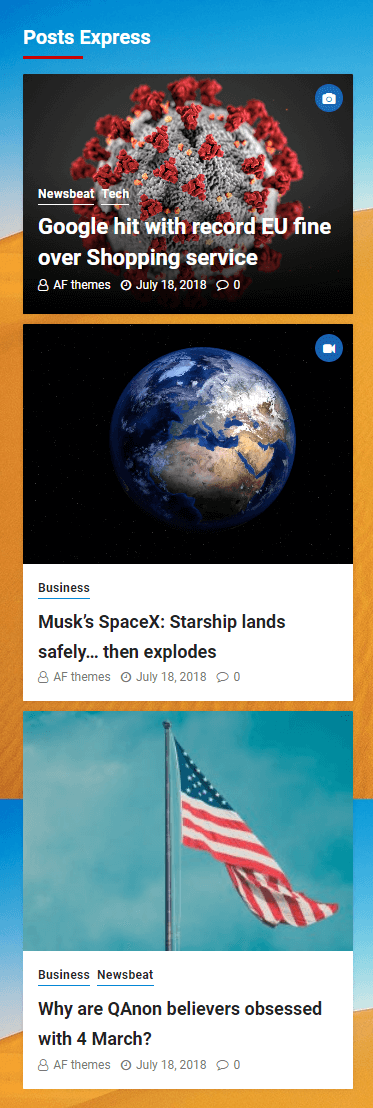 Posts Express
Newsbeat Tech
Google hit with record EU fine
over Shopping service
AF themes July 18, 2018 0
Business
Musk’s SpaceX: Starship lands
safely… then explodes
AF themes July 18, 2018 0
Business Newsbeat
Why are QAnon believers obsessed
with 4 March?
AF themes July 18, 2018 0